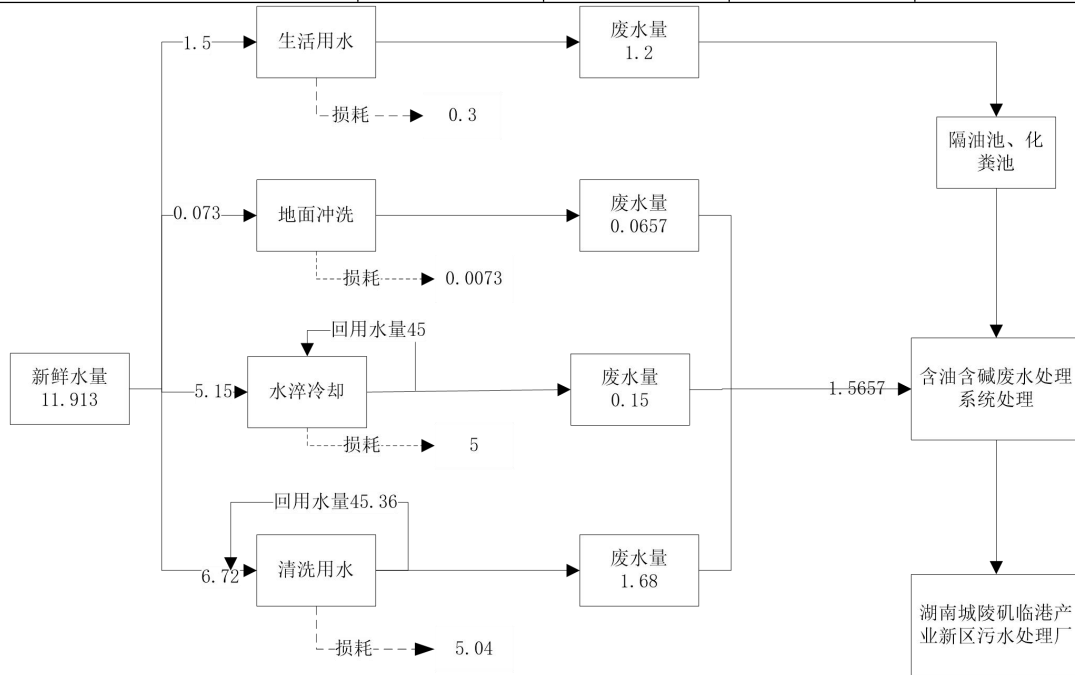 1.5
生活用水
废水量
1.2
损耗
0.3
隔油池、化
粪池
0.073
地面冲洗
废水量
0.0657
损耗
0.0073
回用水量45
新鲜水量
11.913
5.15
水淬冷却
废水量
0.15
1.5657
含油含碱废水处理
系统处理
损耗
5
回用水量45.36
6.72
清洗用水
废水量
1.68
损耗
5.04
湖南城陵矶临港产
业新区污水处理厂